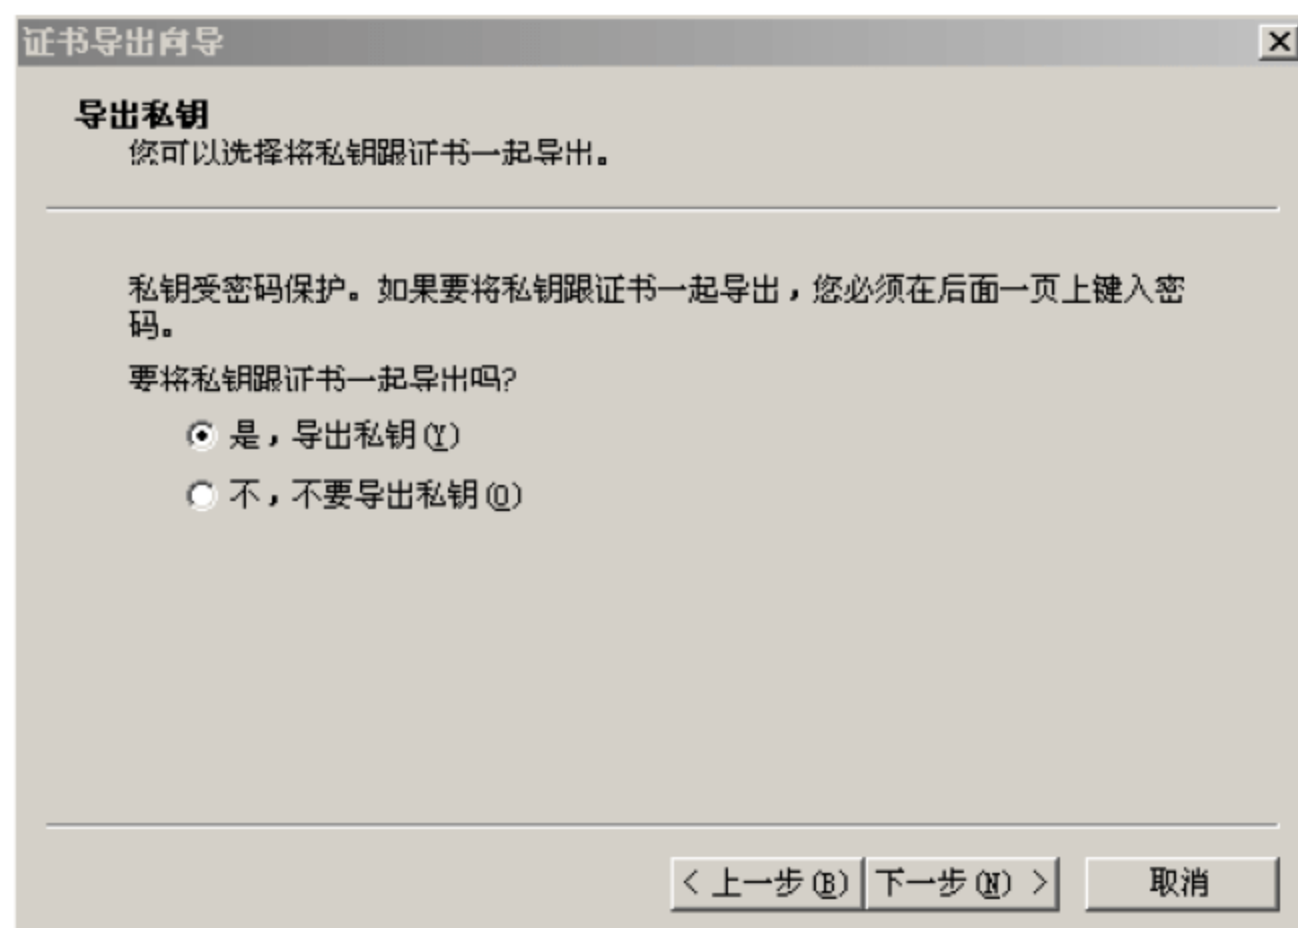 证书导出向导
导出私钥
您可以选择将私钥跟证书一起导出。
私钥受密码保护。如果要将私钥跟证书一起导出，您必须在后面一页上键入密
码。
要将私钥跟证书一起导出吗?
是，导出私钥(Y)
不，不要导出私钥(O)
< 上一步(B) 下一步(N) > 取消